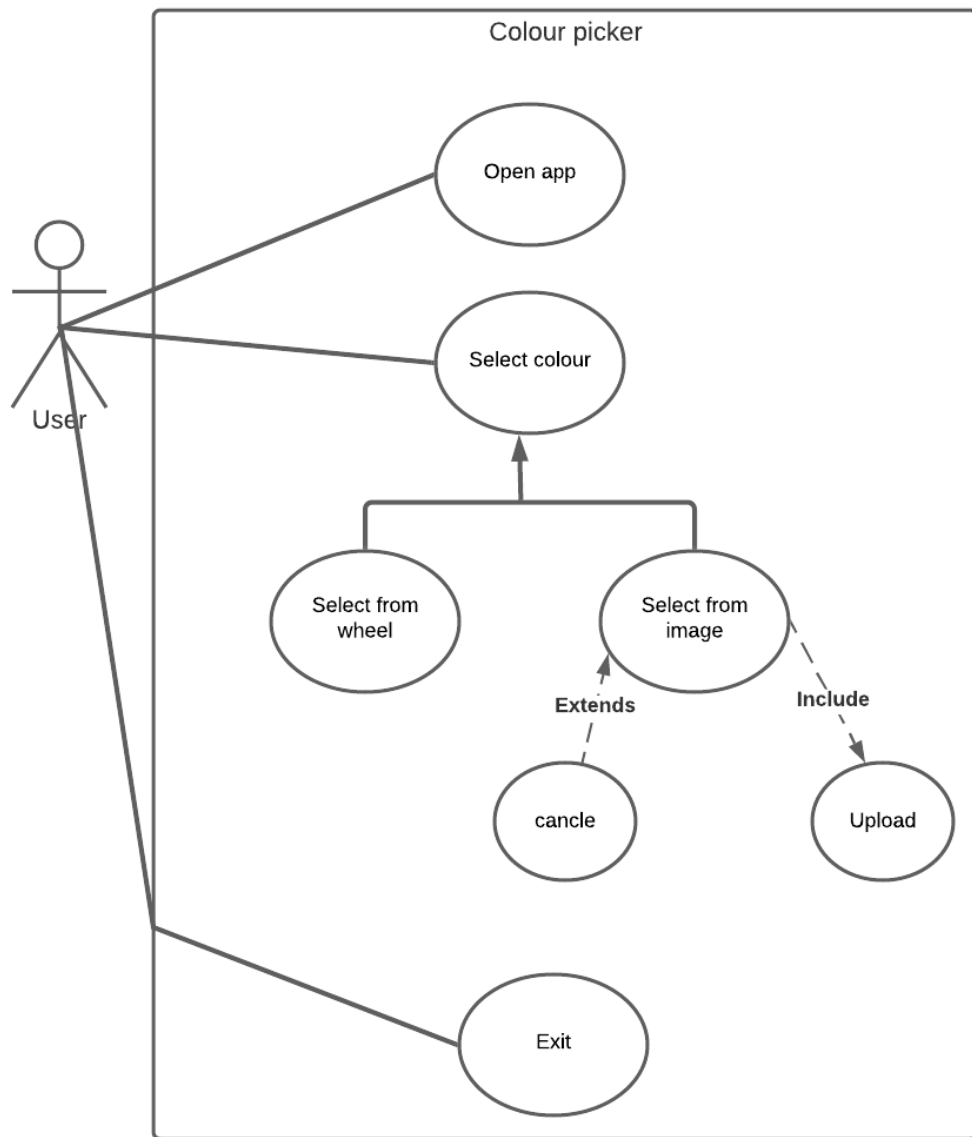 Colour picker
Open app
Select colour
User
Select from
wheel
Select from
image
Extends
Include
cancle
Upload
Exit